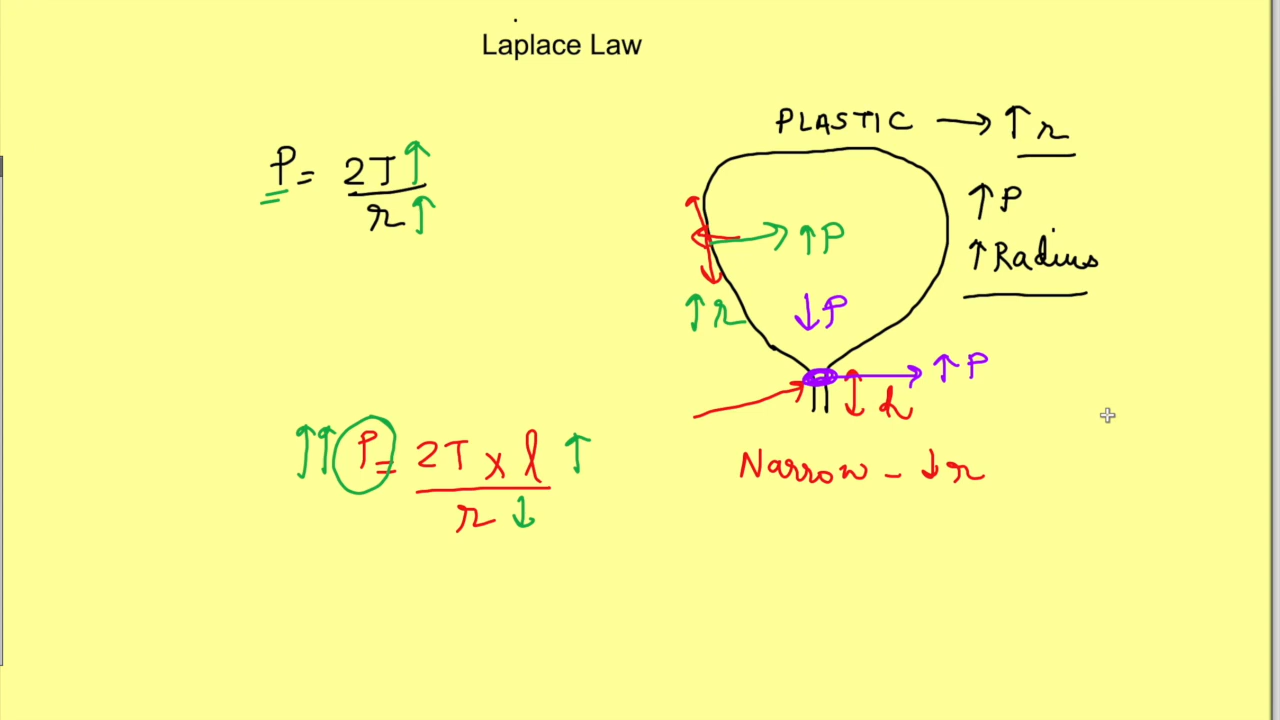 Laplace Law
PLASTIC → ↑ r
P = 2T↑
r↑
↑ P
↑ Radius
↑P
↑ r
↓P
↑ P
l
↑↑ P = 2T x l ↑
r ↓
Narrow - ↓ r